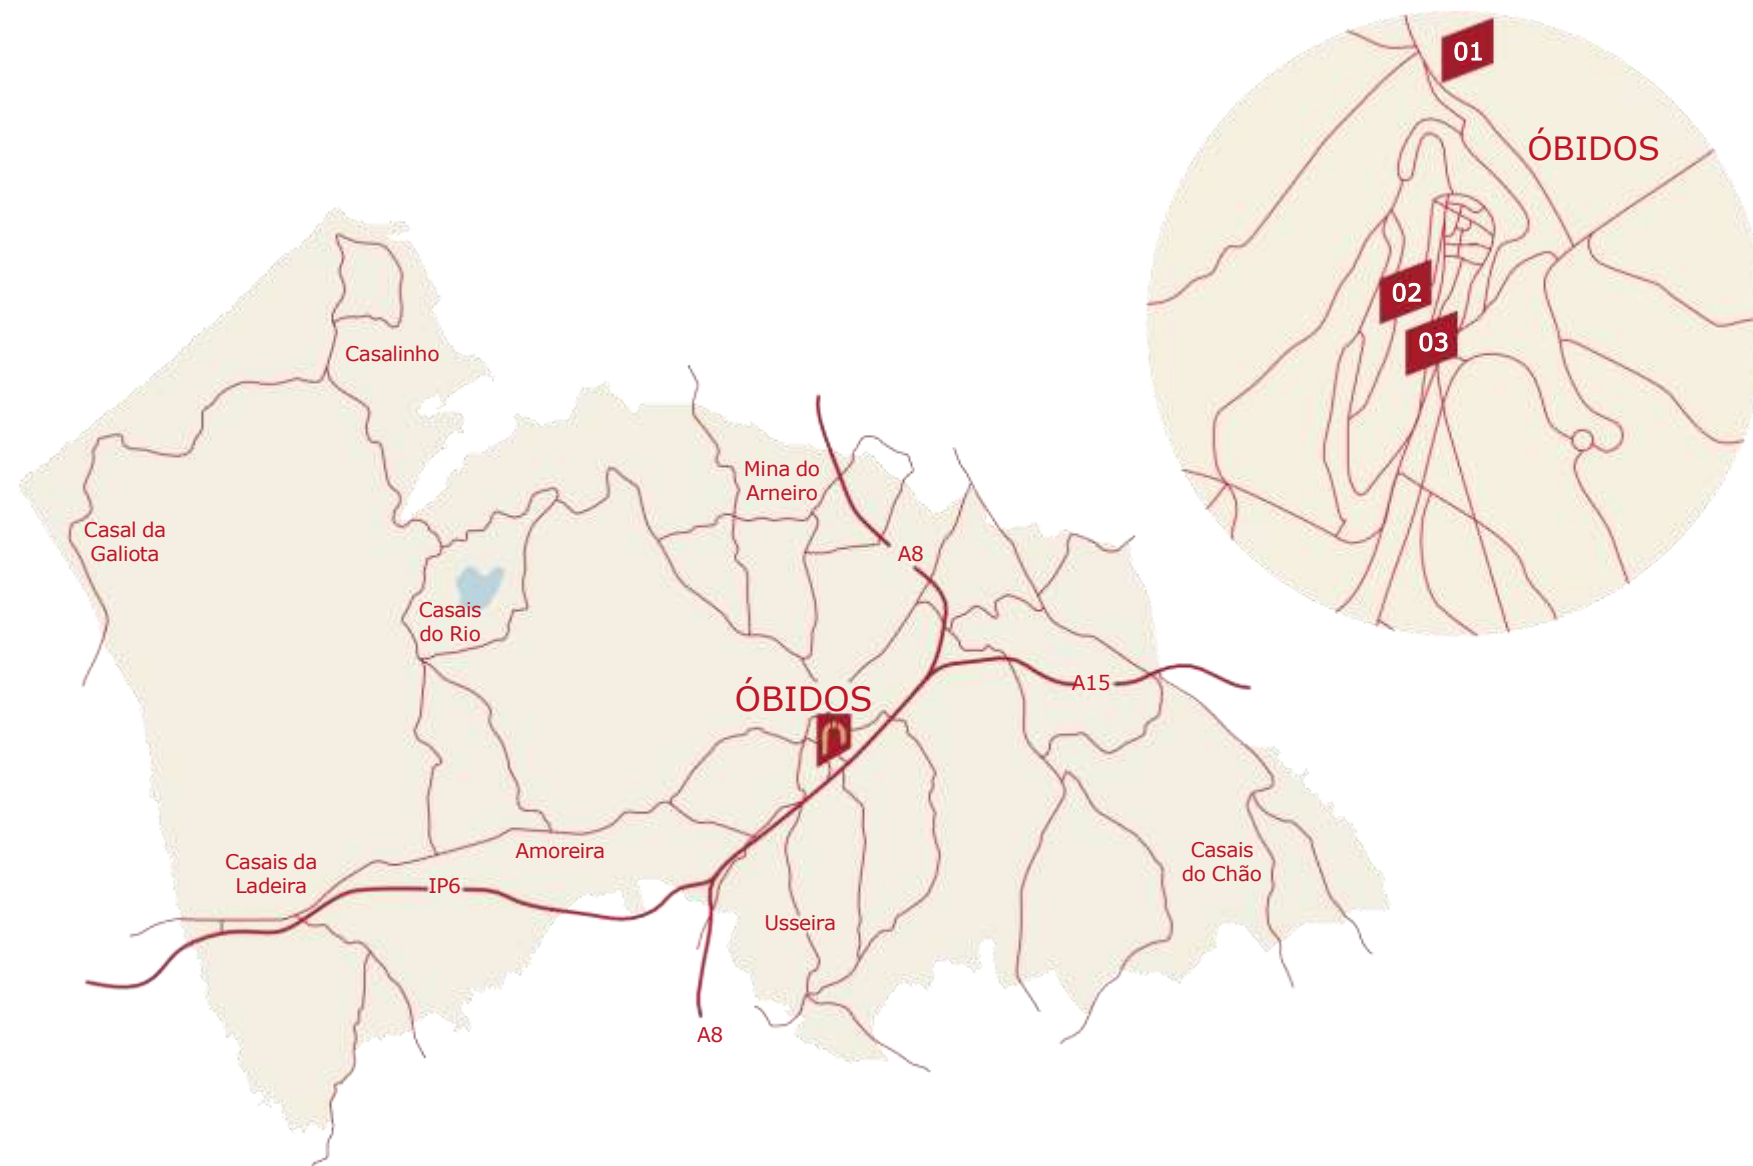 01
ÓBIDOS
02
03
Casalinho
Mina do
Arneiro
Casal da
Galiota
A8
Casais
do Rio
A15
ÓBIDOS
Amoreira
Casais da
Ladeira
Casais
do Chão
IP6
Usseira
A8